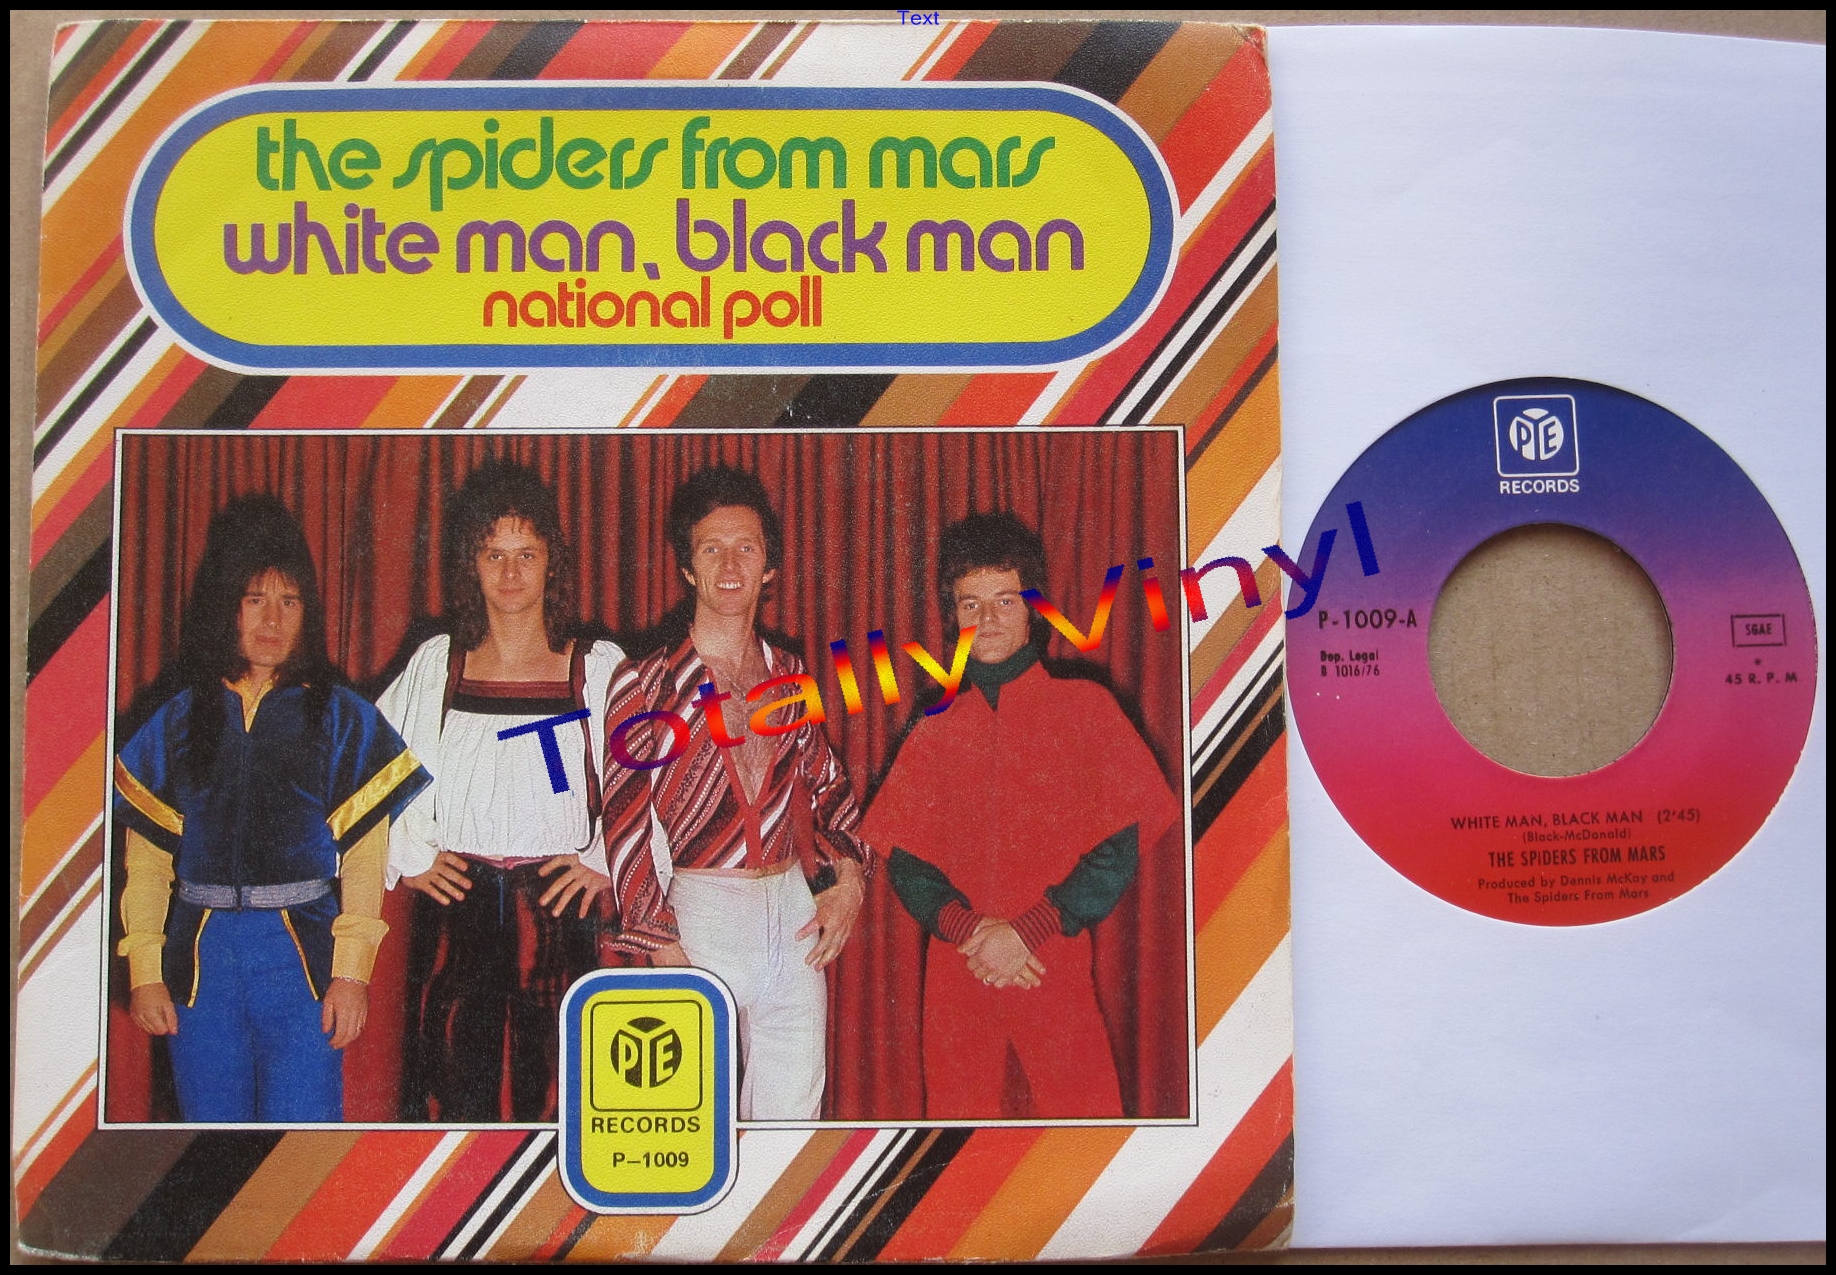 Text
the spiders from mars
white man, black man
national poll
PYE
RECORDS
P-1009-A
Dep. Legal
B 1016/76
SGAE
45 R. P. M
WHITE MAN, BLACK MAN (2'45)
(Black-McDonald)
THE SPIDERS FROM MARS
Produced by Dennis McKay and
The Spiders From Mars
Totally Vinyl
PYE
RECORDS
P-1009